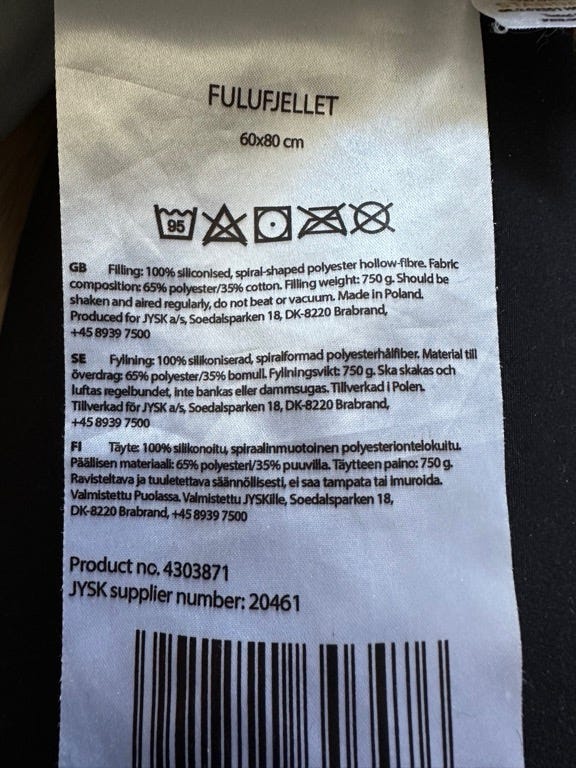 FULUFJELLET
60x80 cm
95
GB Filling: 100% siliconised, spiral-shaped polyester hollow-fibre. Fabric
composition: 65% polyester/35% cotton. Filling weight: 750 g. Should be
shaken and aired regularly, do not beat or vacuum. Made in Poland.
Produced for JYSK a/s, Soedalsparken 18, DK-8220 Brabrand,
+45 8939 7500
SE Fyllning: 100% silikoniserad, spiralformad polyesterhålfiber. Material till
överdrag: 65% polyester/35% bomull. Fyllningsvikt: 750 g. Ska skakas och
luftas regelbundet, inte bankas eller dammsugas. Tillverkad i Polen.
Tillverkad för JYSK a/s, Soedalsparken 18, DK-8220 Brabrand,
+45 8939 7500
FI Täyte: 100% silikonoitu, spiraalinmuotoinen polyesteriontelokuitu.
Päällisen materiaali: 65% polyesteri/35% puuvilla. Täytteen paino: 750 g.
Ravisteltava ja tuuletettava säännöllisesti, ei saa tampata tai imuroida.
Valmistettu Puolassa. Valmistettu JYSKille, Soedalsparken 18,
DK-8220 Brabrand, +45 8939 7500
Product no. 4303871
JYSK supplier number: 20461